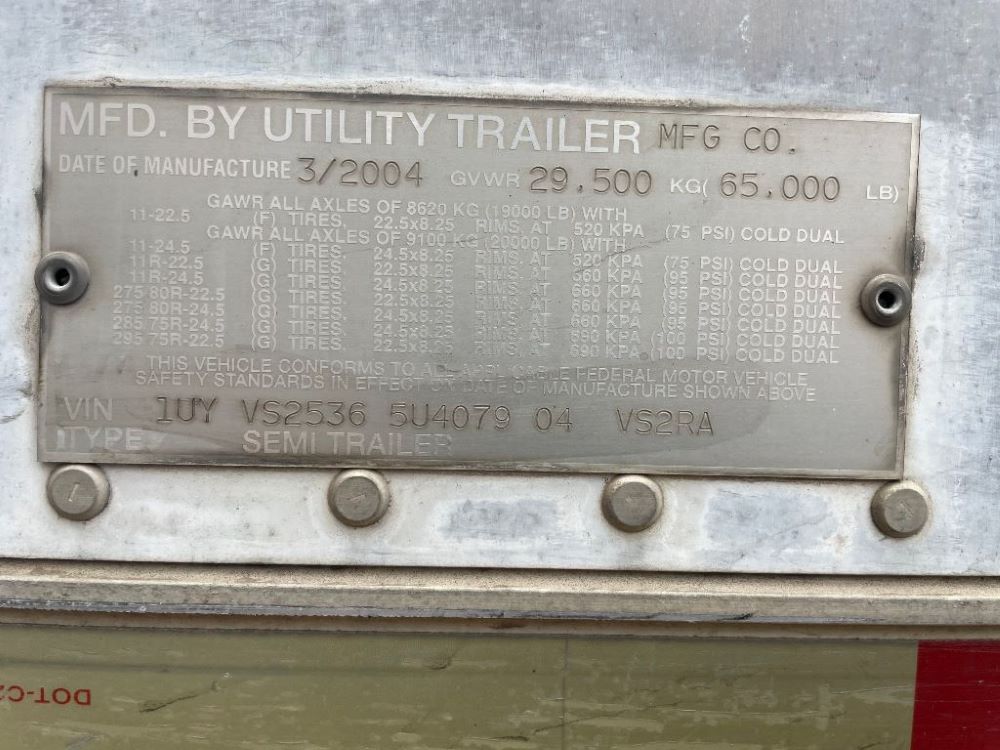 MFD. BY UTILITY TRAILER MFG CO.
DATE OF MANUFACTURE 3/2004 GVWR 29,500 KG( 65,000 LB)
GAWR ALL AXLES OF 8620 KG (19000 LB) WITH
11-22.5 (F) TIRES. 22.5x8.25 RIMS. AT 520 KPA (75 PSI) COLD DUAL
GAWR ALL AXLES OF 9100 KG (20000 LB) WITH
11-24.5 (F) TIRES. 24.5x8.25 RIMS. AT 520 KPA (75 PSI) COLD DUAL
11R-22.5 (G) TIRES. 22.5x8.25 RIMS. AT 660 KPA (95 PSI) COLD DUAL
11R-24.5 (G) TIRES. 24.5x8.25 RIMS. AT 660 KPA (95 PSI) COLD DUAL
275 80R-22.5 (G) TIRES. 22.5x8.25 RIMS. AT 660 KPA (95 PSI) COLD DUAL
275 80R-24.5 (G) TIRES. 24.5x8.25 RIMS. AT 660 KPA (95 PSI) COLD DUAL
285 75R-24.5 (G) TIRES. 24.5x8.25 RIMS. AT 660 KPA (95 PSI) COLD DUAL
295 75R-22.5 (G) TIRES. 22.5x8.25 RIMS. AT 690 KPA (100 PSI) COLD DUAL
THIS VEHICLE CONFORMS TO ALL APPLICABLE FEDERAL MOTOR VEHICLE
SAFETY STANDARDS IN EFFECT ON DATE OF MANUFACTURE SHOWN ABOVE
VIN 1UY VS2536 5U4079 04 VS2RA
TYPE SEMI TRAILER